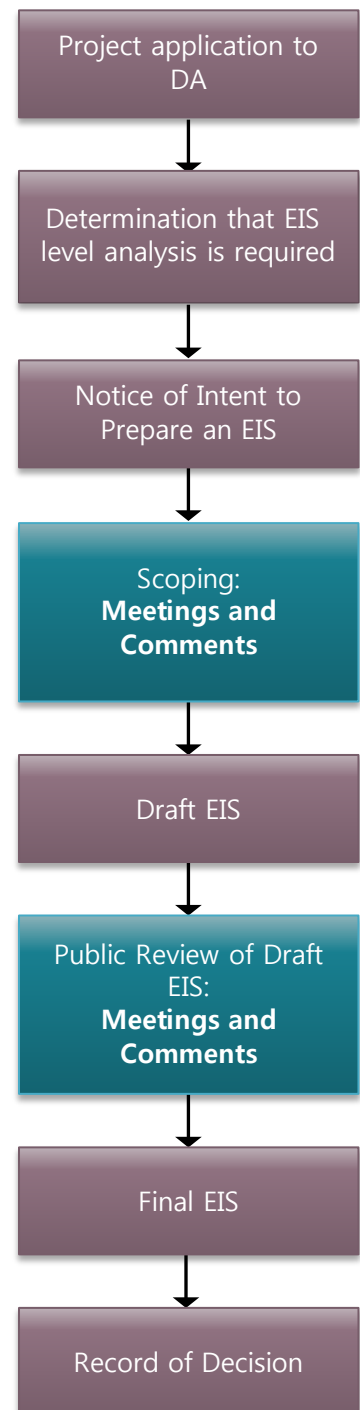 Project application to
DA
Determination that EIS
level analysis is required
Notice of Intent to
Prepare an EIS
Scoping:
Meetings and
Comments
Draft EIS
Public Review of Draft
EIS:
Meetings and
Comments
Final EIS
Record of Decision